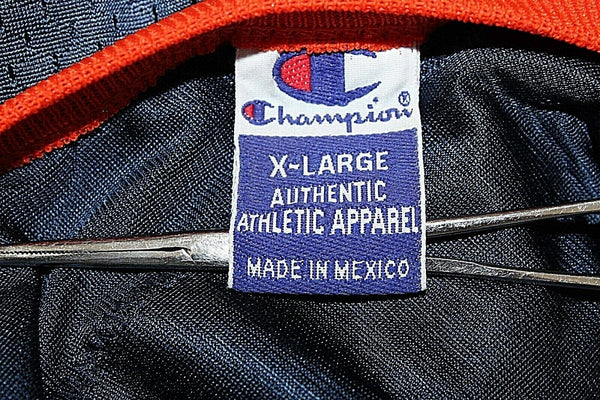 Champion®
X-LARGE
AUTHENTIC
ATHLETIC APPAREL
MADE IN MEXICO